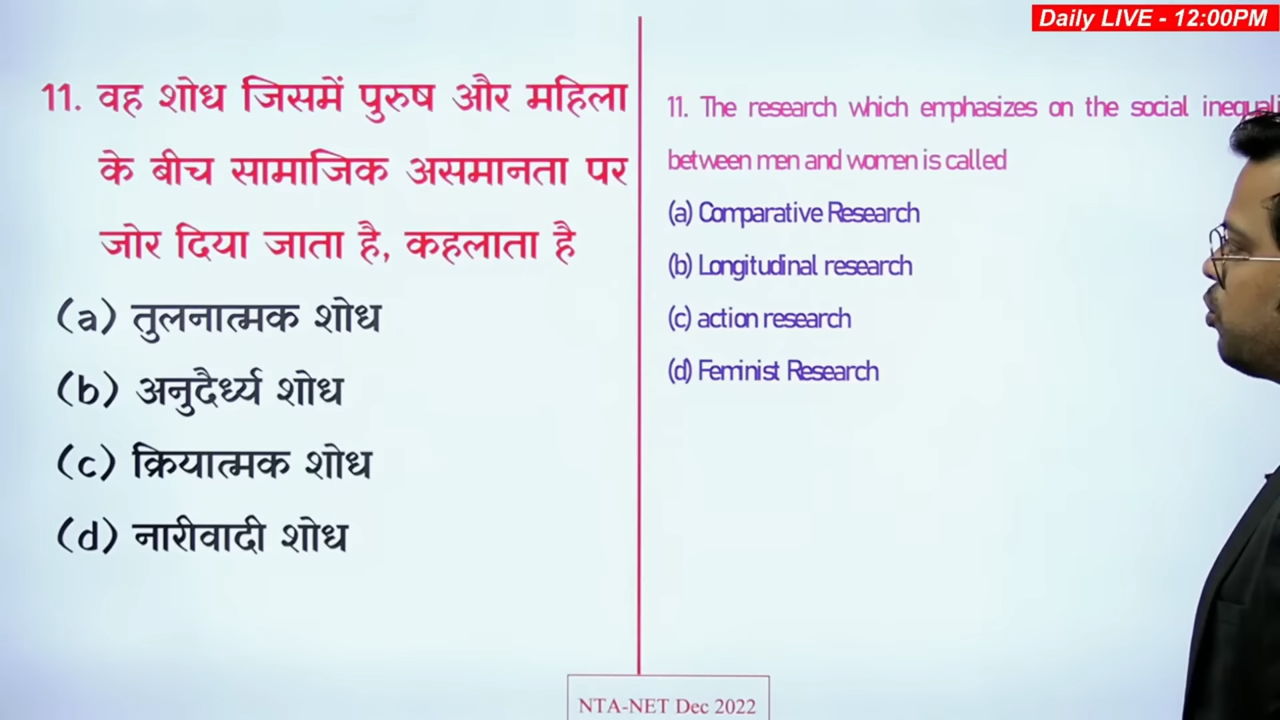 Daily LIVE - 12:00PM
11. वह शोध जिसमें पुरुष और महिला
के बीच सामाजिक असमानता पर
जोर दिया जाता है, कहलाता है
(a) तुलनात्मक शोध
(b) अनुदैर्ध्य शोध
(c) क्रियात्मक शोध
(d) नारीवादी शोध
11. The research which emphasizes on the social
between men and women is called
(a) Comparative Research
(b) Longitudinal research
(c) action research
(d) Feminist Research
NTA-NET Dec 2022